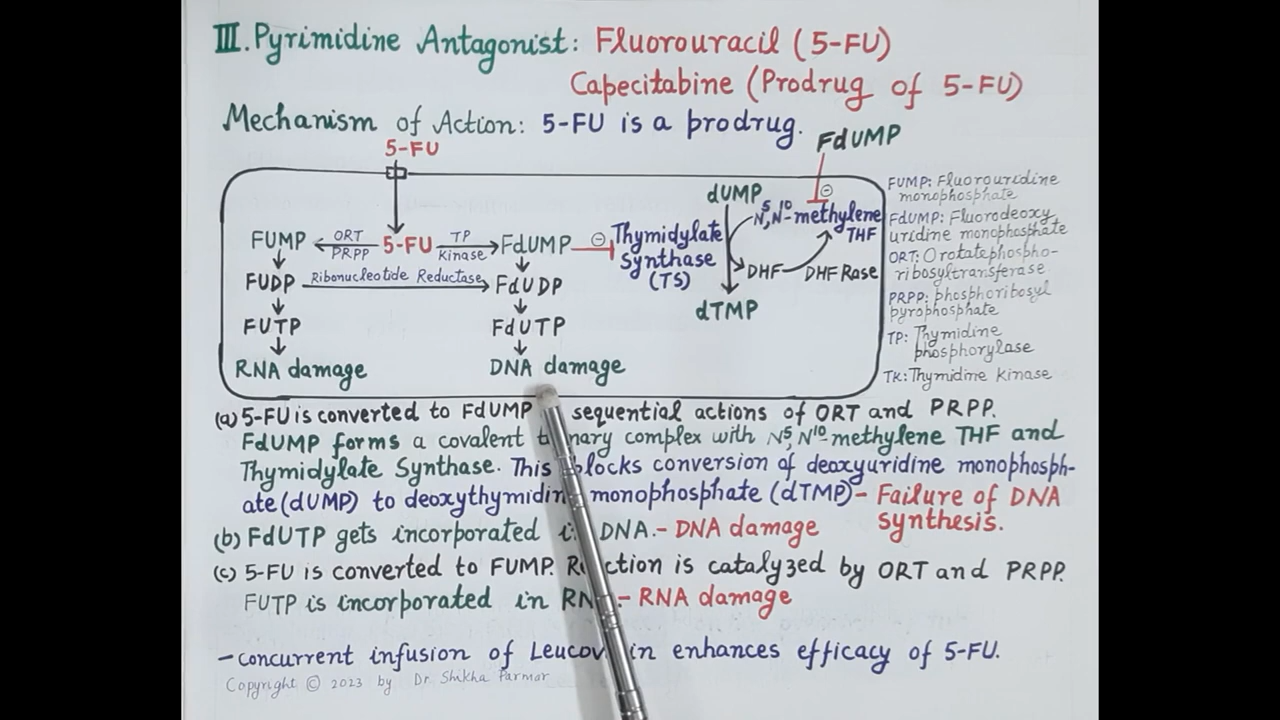 III. Pyrimidine Antagonist: Fluorouracil (5-FU)
Capecitabine (Prodrug of 5-FU)
Mechanism of Action: 5-FU is a prodrug.
5-FU
FdUMP
dUMP
N5,N10-methylene
THF
FUMP ORT PRPP 5-FU TP Kinase FdUMP Thymidylate
Synthase
(TS)
DHF DHFRase
dTMP
FUDP Ribonucleotide Reductase FdUDP
FUTP FdUTP
RNA damage DNA damage
FUMP: Fluorouridine
monophosphate
FdUMP: Fluorodeoxy
uridine monophosphate
ORT: Orotatephospho-
ribosyltransferase
PRPP: phosphoribosyl
pyrophosphate
TP: Thymidine
phosphorylase
TK: Thymidine kinase
(a) 5-FU is converted to FdUMP sequential actions of ORT and PRPP.
FdUMP forms a covalent ternary complex with N5,N10-methylene THF and
Thymidylate Synthase. This blocks conversion of deoxyuridine monophosph-
ate (dUMP) to deoxythymidine monophosphate (dTMP) - Failure of DNA
synthesis.
(b) FdUTP gets incorporated in DNA. - DNA damage
(c) 5-FU is converted to FUMP. Reaction is catalyzed by ORT and PRPP.
FUTP is incorporated in RNA - RNA damage
- concurrent infusion of Leucovorin enhances efficacy of 5-FU.
Copyright © 2023 by Dr Shikha Parmar